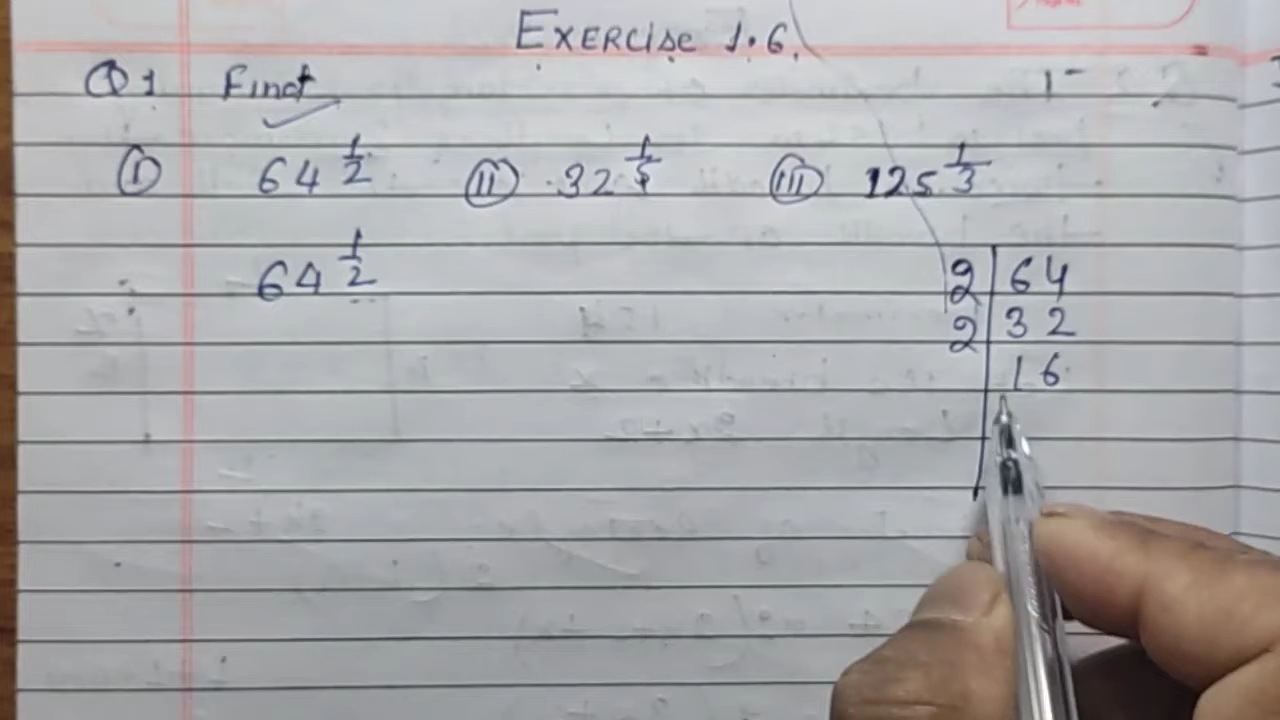 Exercise 1.6.
Q1 Find
(I) 64^1/2 (II) 32^1/5 (III) 125^1/3
64^1/2
2 | 64
2 | 32
16